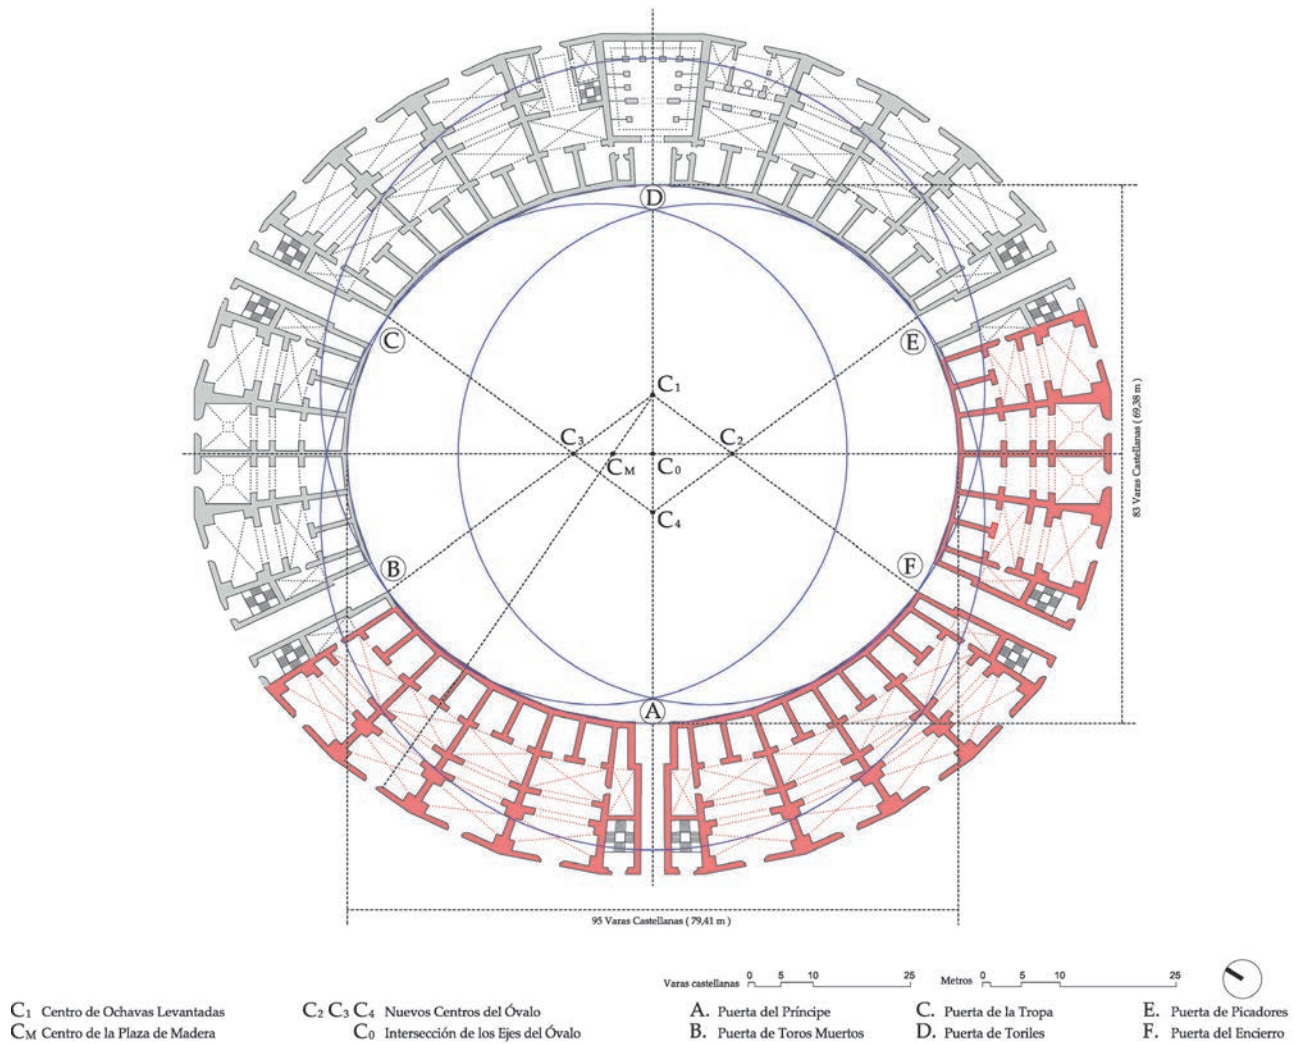 D
C
E
C₁
83 Varas Castellanas ( 69,38 m )
C₃
C₂
CM
C₀
C₄
B
F
A
95 Varas Castellanas ( 79,41 m )
Varas castellanas 0 5 10 25
Metros 0 5 10 25
C₁ Centro de Ochavas Levantadas
CM Centro de la Plaza de Madera
C₂ C₃ C₄ Nuevos Centros del Óvalo
C₀ Intersección de los Ejes del Óvalo
A. Puerta del Príncipe
B. Puerta de Toros Muertos
C. Puerta de la Tropa
D. Puerta de Toriles
E. Puerta de Picadores
F. Puerta del Encierro